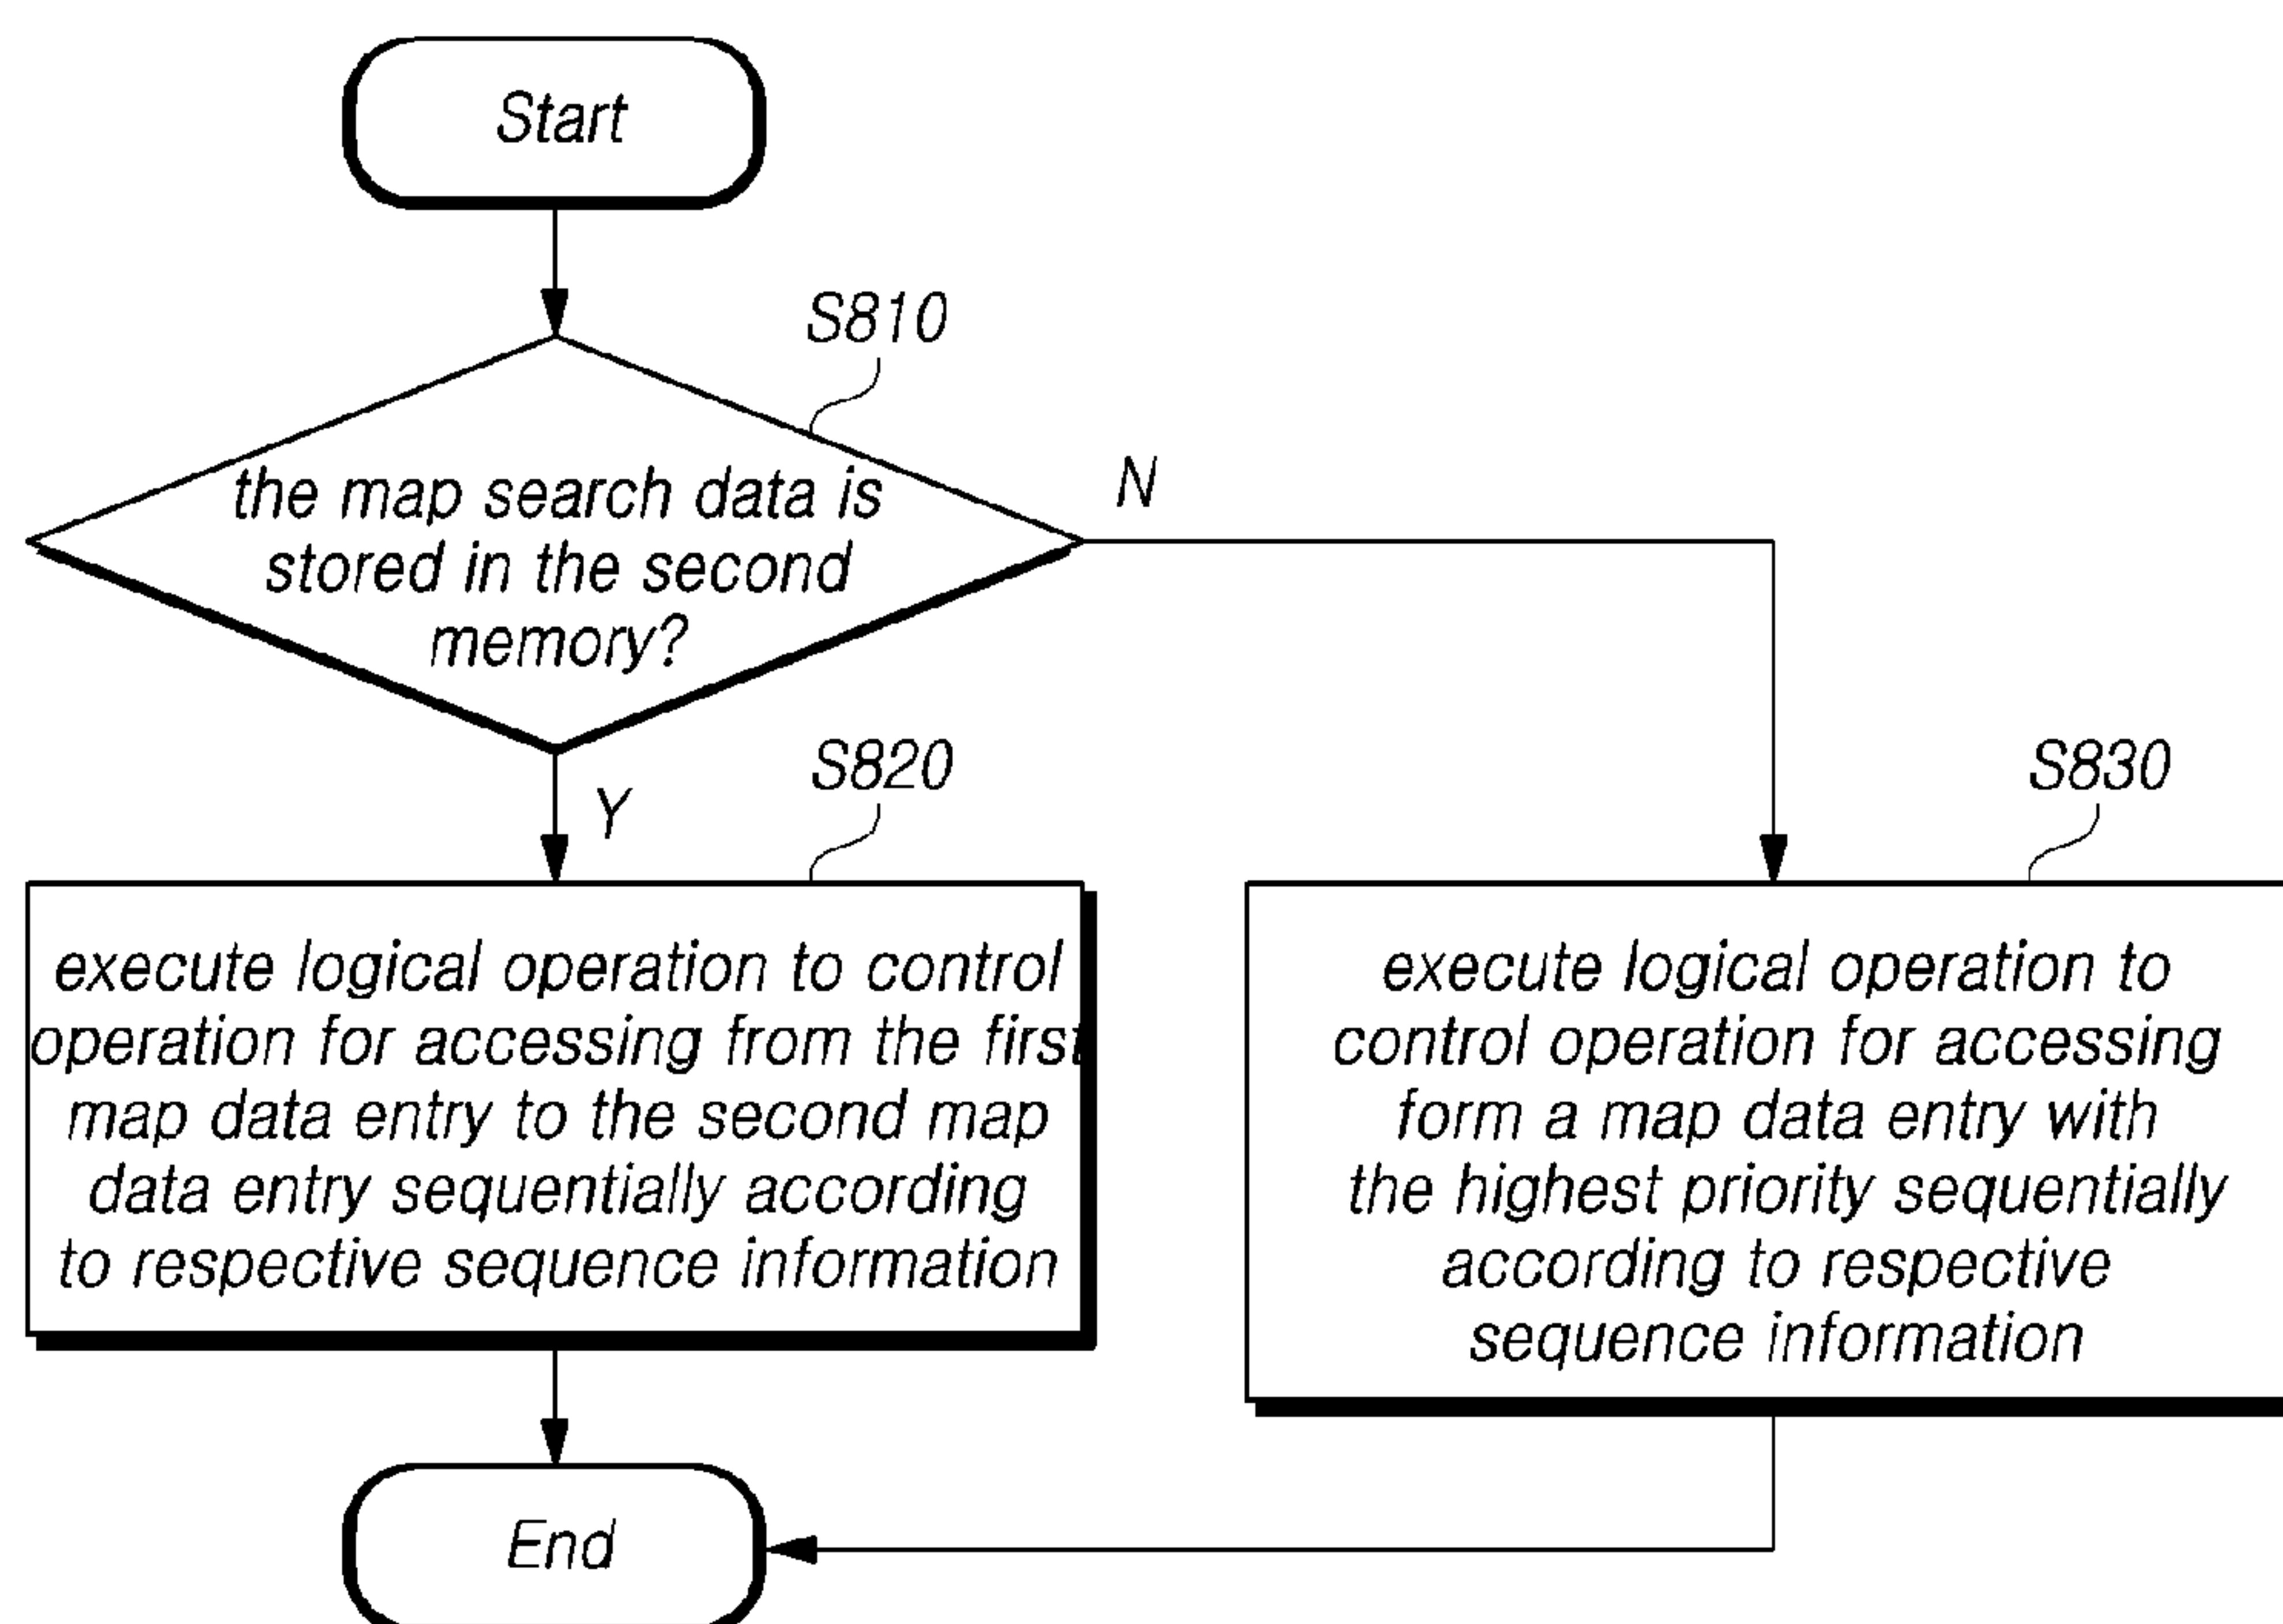 Start
S810
the map search data is
stored in the second
memory?
N
Y
S820
execute logical operation to control
operation for accessing from the first
map data entry to the second map
data entry sequentially according
to respective sequence information
S830
execute logical operation to
control operation for accessing
form a map data entry with
the highest priority sequentially
according to respective
sequence information
End